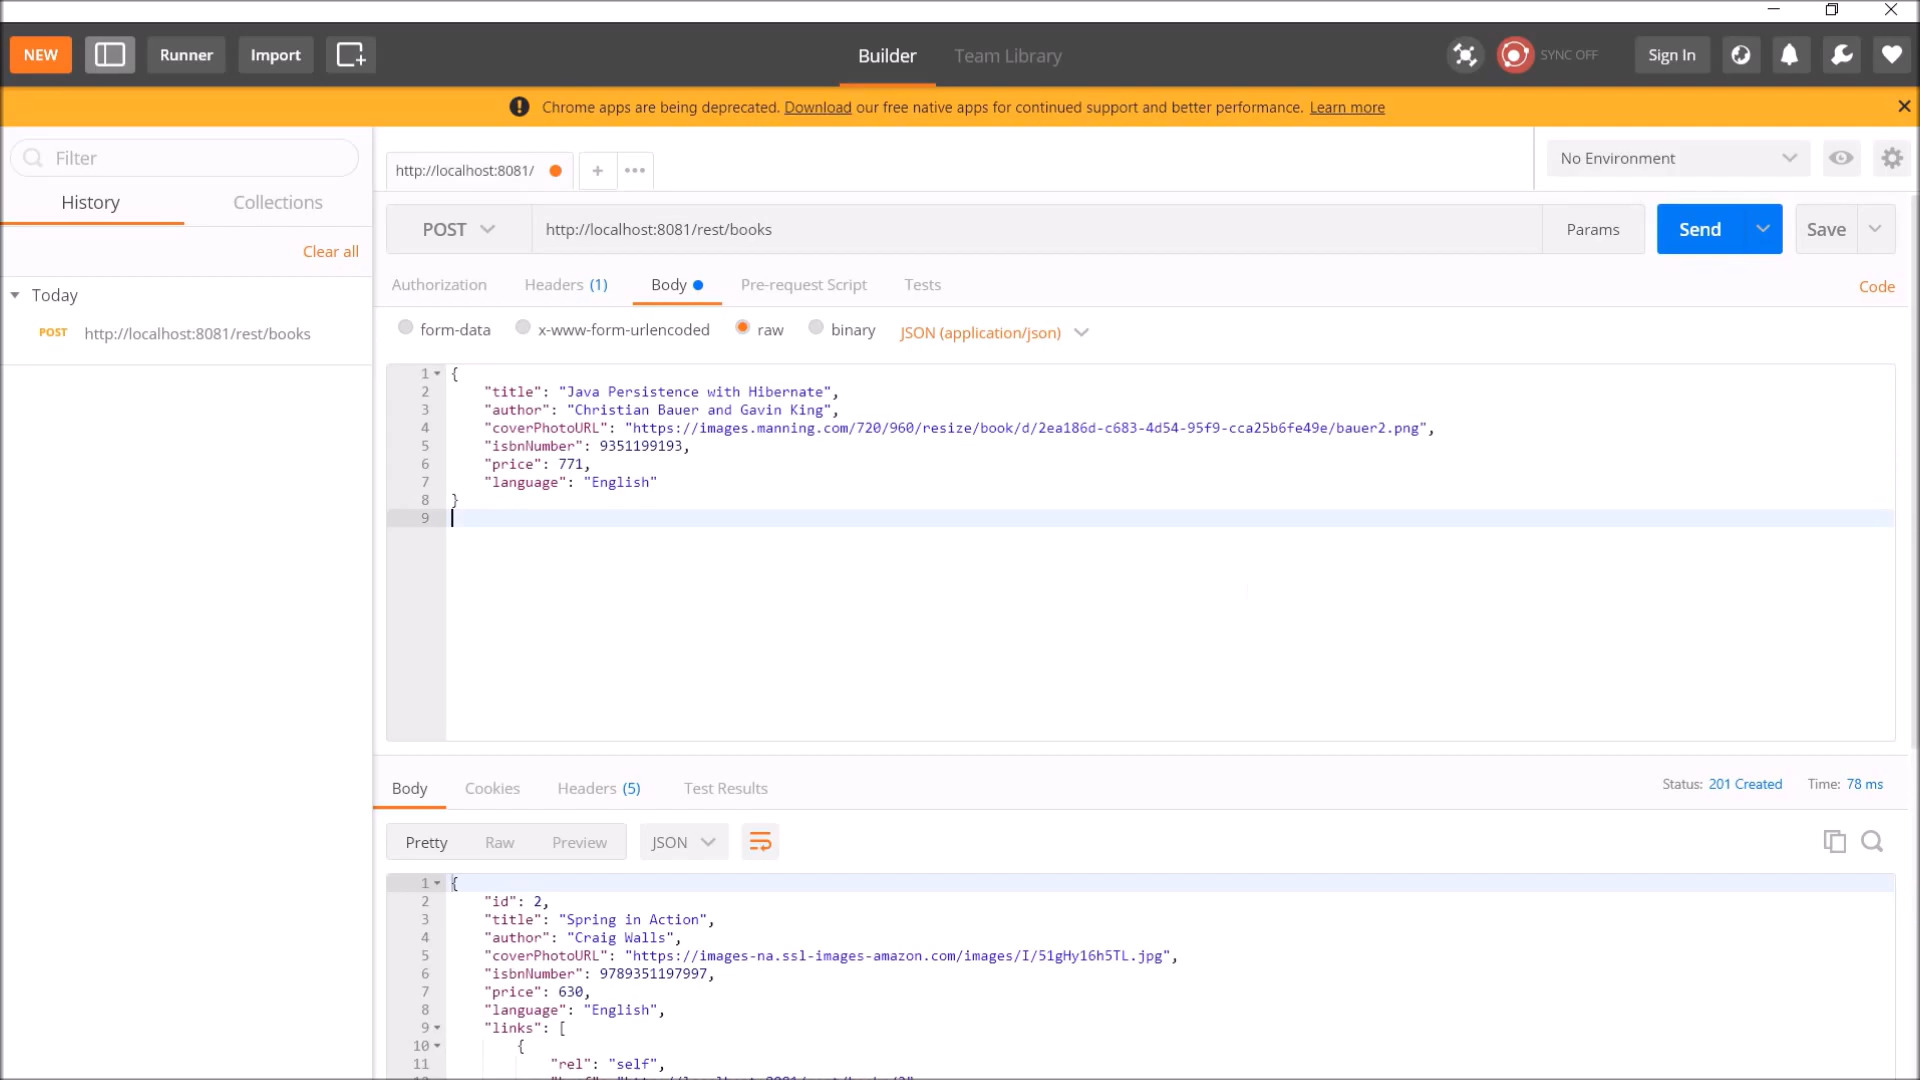 NEW Runner Import Builder Team Library SYNC OFF Sign In
Chrome apps are being deprecated. Download our free native apps for continued support and better performance. Learn more
Filter
History Collections
Clear all
Today
POST http://localhost:8081/rest/books
http://localhost:8081/
No Environment
POST http://localhost:8081/rest/books Params Send Save
Authorization Headers (1) Body Pre-request Script Tests Code
form-data x-www-form-urlencoded raw binary JSON (application/json)
1 {
2 "title": "Java Persistence with Hibernate",
3 "author": "Christian Bauer and Gavin King",
4 "coverPhotoURL": "https://images.manning.com/720/960/resize/book/d/2ea186d-c683-4d54-95f9-cca25b6fe49e/bauer2.png",
5 "isbnNumber": 9351199193,
6 "price": 771,
7 "language": "English"
8 }
9
Body Cookies Headers (5) Test Results Status: 201 Created Time: 78 ms
Pretty Raw Preview JSON
1 {
2 "id": 2,
3 "title": "Spring in Action",
4 "author": "Craig Walls",
5 "coverPhotoURL": "https://images-na.ssl-images-amazon.com/images/I/51gHy16h5TL.jpg",
6 "isbnNumber": 9789351197997,
7 "price": 630,
8 "language": "English",
9 "links": [
10 {
11 "rel": "self",